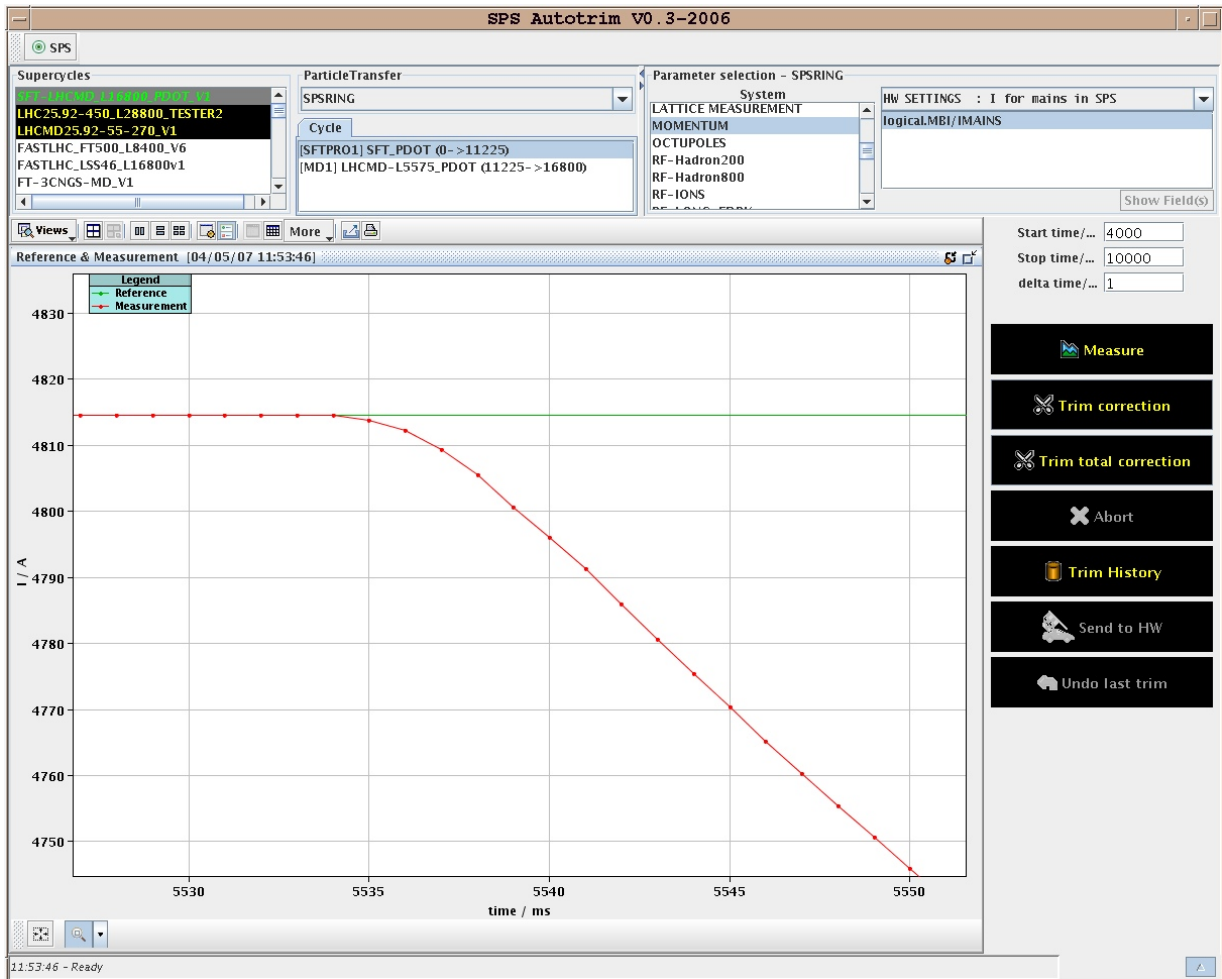 SPS Autotrim V0.3-2006
SPS
Supercycles
SFT-LHCMD_L16800_PDOT_V1
LHC25.92-450_L28800_TESTER2
LHCMD25.92-55-270_V1
FASTLHC_FT500_L8400_V6
FASTLHC_LSS46_L16800v1
FT-3CNGS-MD_V1
ParticleTransfer
SPSRING
Cycle
[SFTPRO1] SFT_PDOT (0->11225)
[MD1] LHCMD-L5575_PDOT (11225->16800)
Parameter selection - SPSRING
System
LATTICE MEASUREMENT
MOMENTUM
OCTUPOLES
RF-Hadron200
RF-Hadron800
RF-IONS
HW SETTINGS : I for mains in SPS
logical.MBI/IMAINS
Show Field(s)
Views
More
Start time/... 4000
Stop time/... 10000
delta time/... 1
Reference & Measurement [04/05/07 11:53:46]
Legend
Reference
Measurement
4830
4820
4810
4800
4790
4780
4770
4760
4750
I / A
5530 5535 5540 5545 5550
time / ms
Measure
Trim correction
Trim total correction
Abort
Trim History
Send to HW
Undo last trim
11:53:46 - Ready